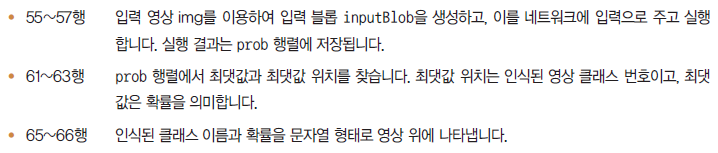 • 55~57행 입력 영상 img를 이용하여 입력 블롭 inputBlob을 생성하고, 이를 네트워크에 입력으로 주고 실행
합니다. 실행 결과는 prob 행렬에 저장됩니다.
• 61~63행 prob 행렬에서 최댓값과 최댓값 위치를 찾습니다. 최댓값 위치는 인식된 영상 클래스 번호이고, 최댓
값은 확률을 의미합니다.
• 65~66행 인식된 클래스 이름과 확률을 문자열 형태로 영상 위에 나타냅니다.